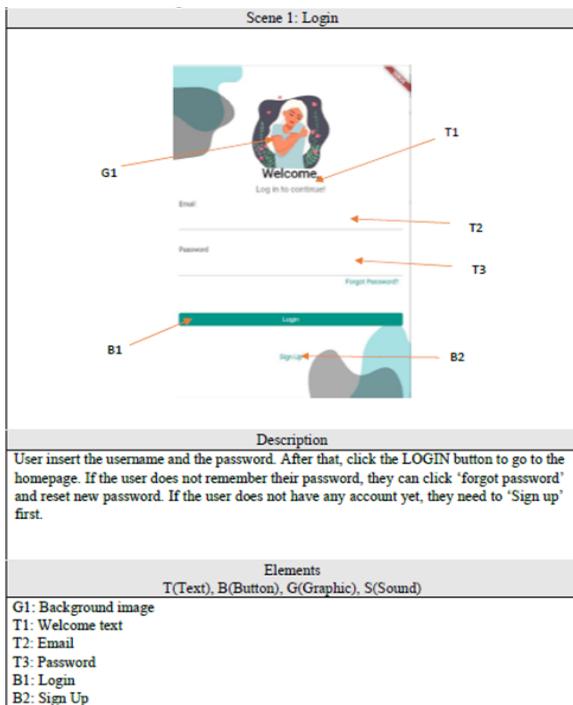 Scene 1: Login
T1
G1
Welcome,
Log in to continue!
Email
T2
Password
T3
Forgot Password?
Login
B1
Sign Up
B2
Description
User insert the username and the password. After that, click the LOGIN button to go to the
homepage. If the user does not remember their password, they can click ‘forgot password’
and reset new password. If the user does not have any account yet, they need to ‘Sign up’
first.
Elements
T(Text), B(Button), G(Graphic), S(Sound)
G1: Background image
T1: Welcome text
T2: Email
T3: Password
B1: Login
B2: Sign Up